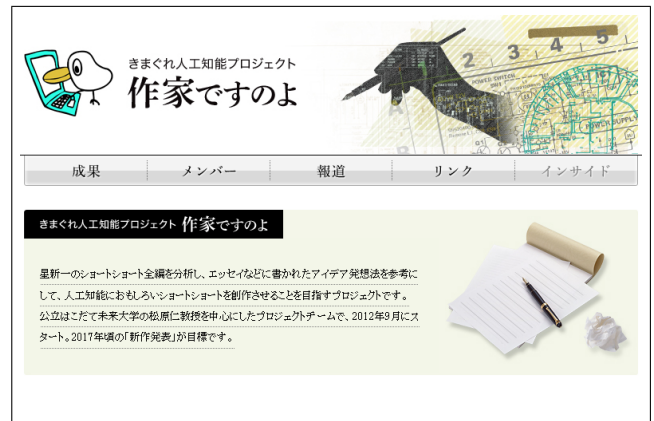 きまぐれ人工知能プロジェクト
作家ですのよ
2 3 4 5
POWER SWITCH
POWER SUPPLY
成果 メンバー 報道 リンク インサイド
きまぐれ人工知能プロジェクト 作家ですのよ
星新一のショートショート全編を分析し、エッセイなどに書かれたアイデア発想法を参考に
して、人工知能におもしろいショートショートを創作させることを目指すプロジェクトです。
公立はこだて未来大学の松原仁教授を中心にしたプロジェクトチームで、2012年9月にス
タート。2017年頃の「新作発表」が目標です。